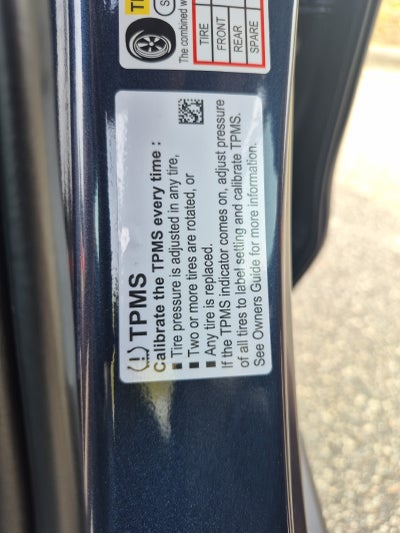 The combined w
TIRE
FRONT
REAR
SPARE
TPMS
Calibrate the TPMS every time :
■ Tire pressure is adjusted in any tire,
■ Two or more tires are rotated, or
■ Any tire is replaced.
If the TPMS indicator comes on, adjust pressure
of all tires to label setting and calibrate TPMS.
See Owners Guide for more information.